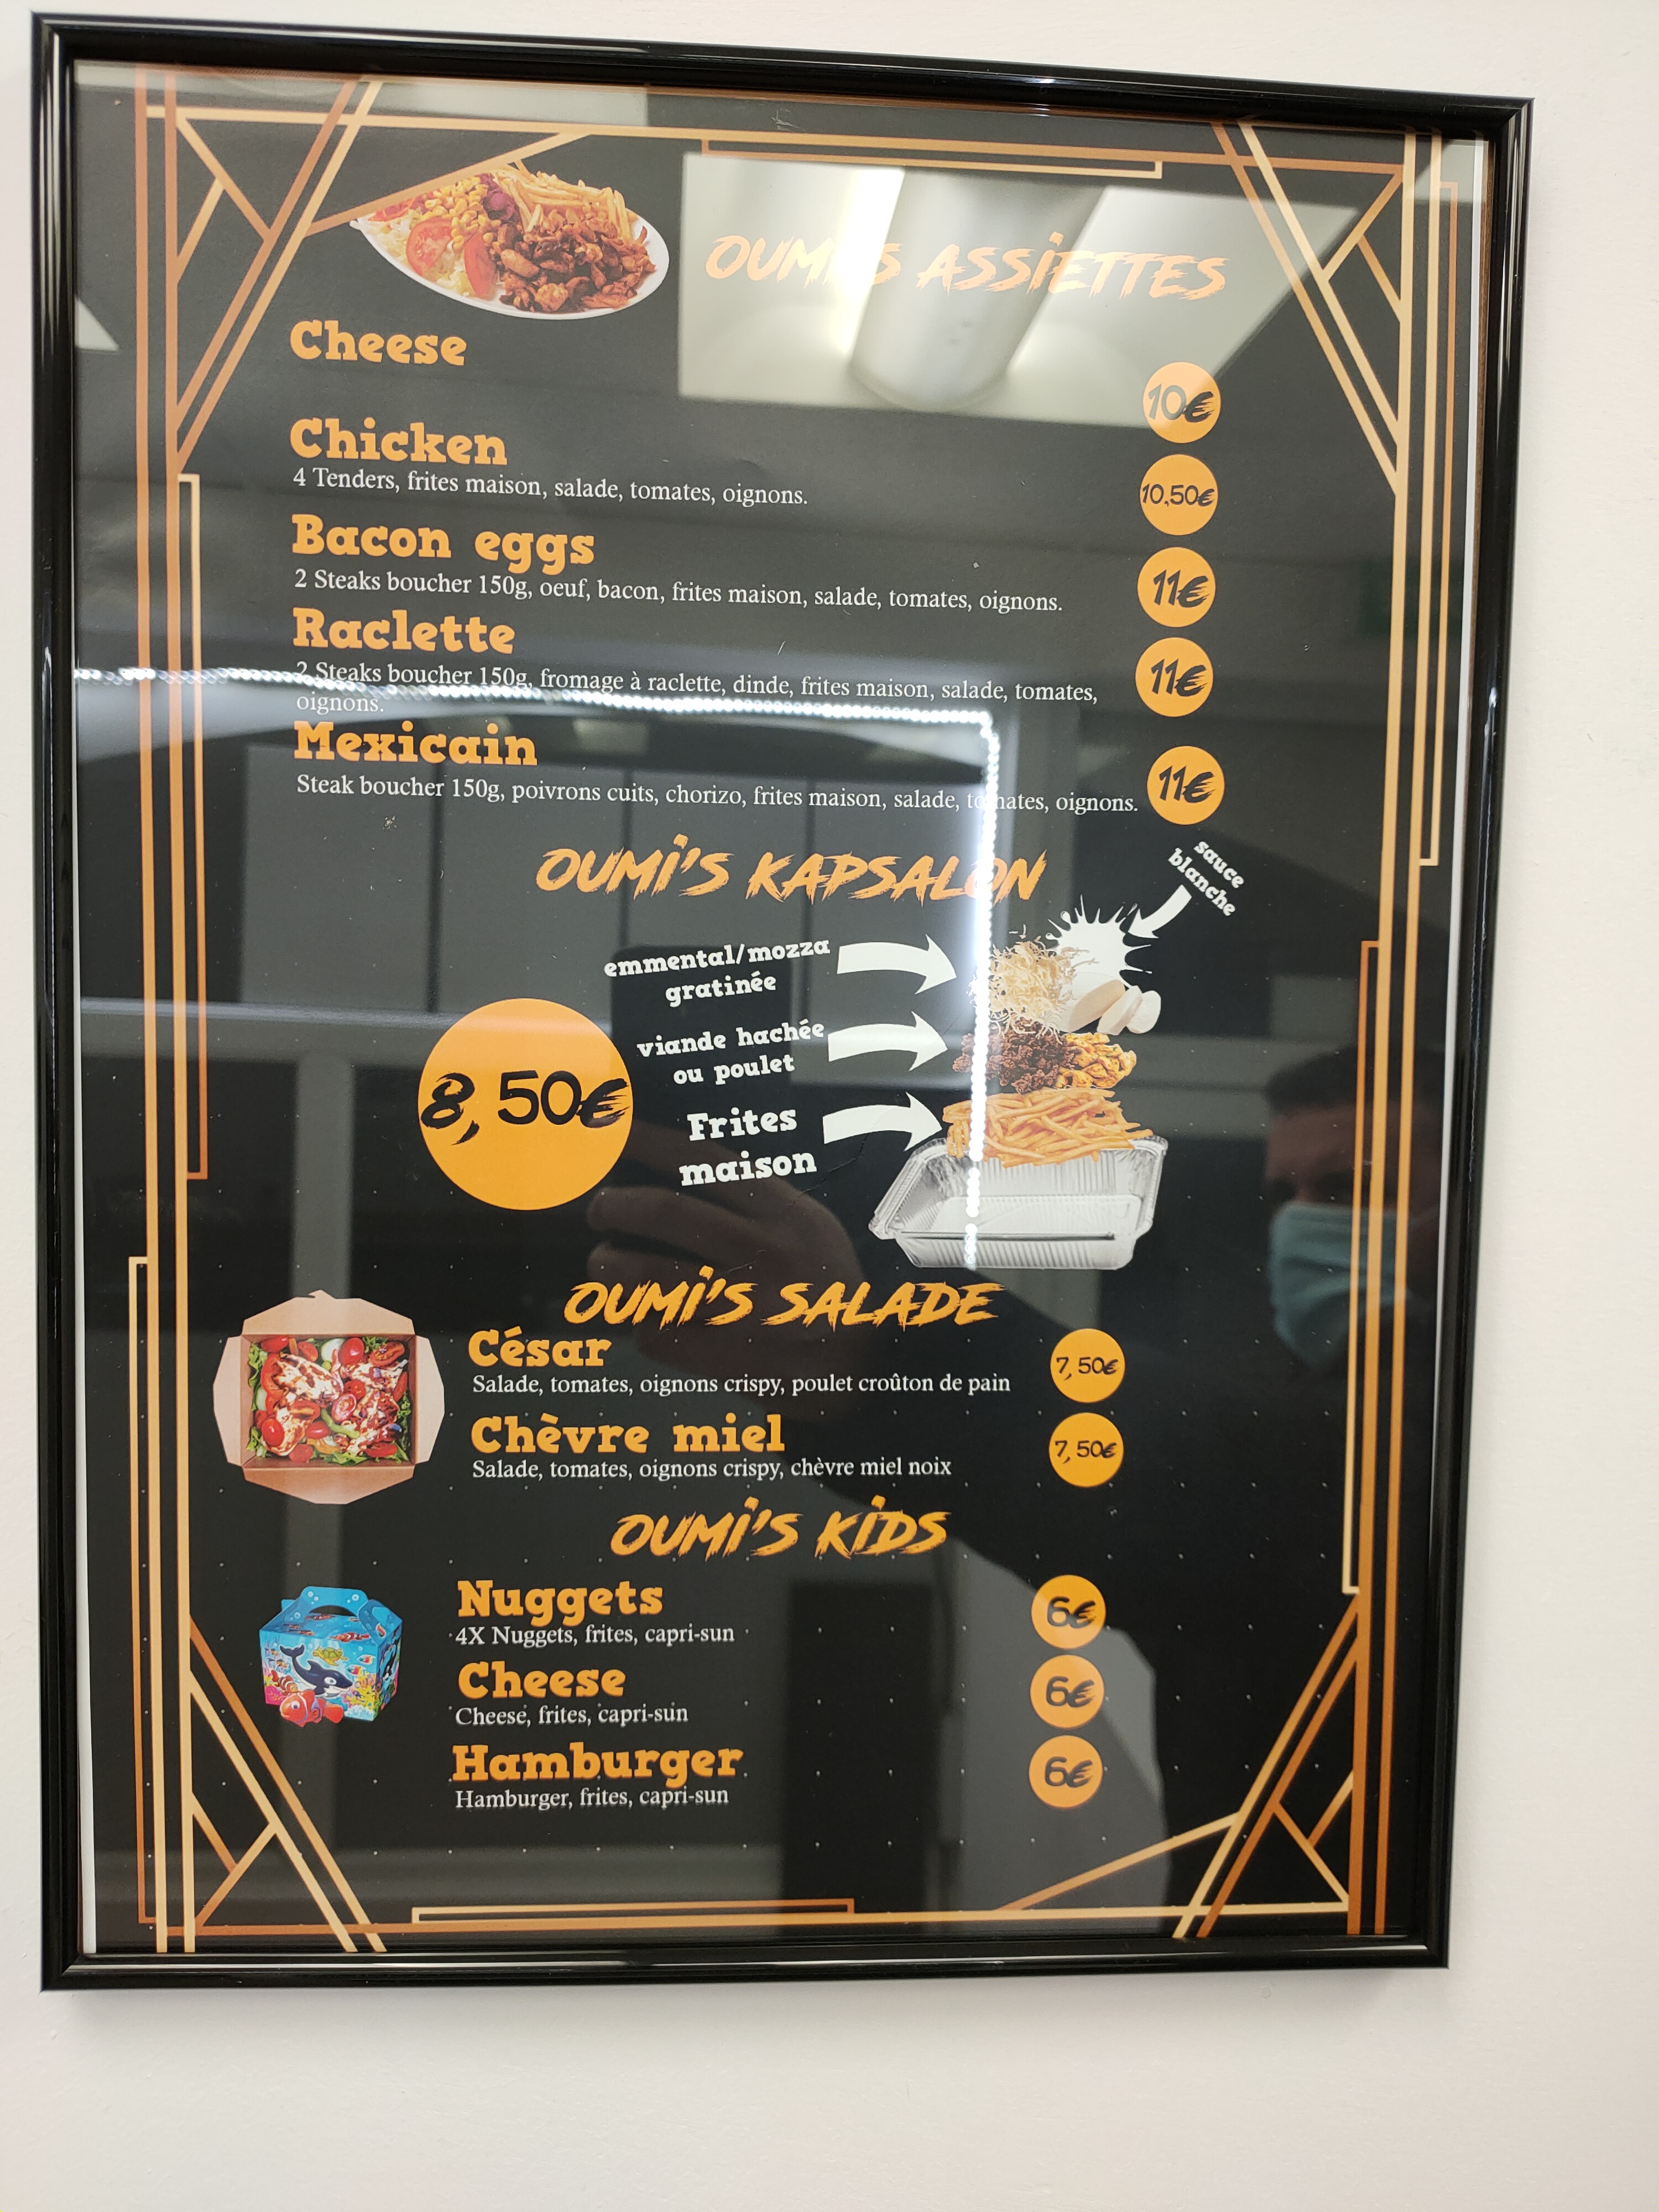 OUMI'S ASSIETTES
Cheese
10€
Chicken
4 Tenders, frites maison, salade, tomates, oignons.
10,50€
Bacon eggs
2 Steaks boucher 150g, oeuf, bacon, frites maison, salade, tomates, oignons.
11€
Raclette
2 Steaks boucher 150g, fromage à raclette, dinde, frites maison, salade, tomates,
oignons.
11€
Mexicain
Steak boucher 150g, poivrons cuits, chorizo, frites maison, salade, tomates, oignons.
11€
OUMI'S KAPSALON
sauce
blanche
emmental/mozza
gratinée
viande hachée
ou poulet
Frites
maison
8,50€
OUMI'S SALADE
César
Salade, tomates, oignons crispy, poulet croûton de pain
7,50€
Chèvre miel
Salade, tomates, oignons crispy, chèvre miel noix
7,50€
OUMI'S KIDS
Nuggets
4X Nuggets, frites, capri-sun
6€
Cheese
Cheese, frites, capri-sun
6€
Hamburger
Hamburger, frites, capri-sun
6€